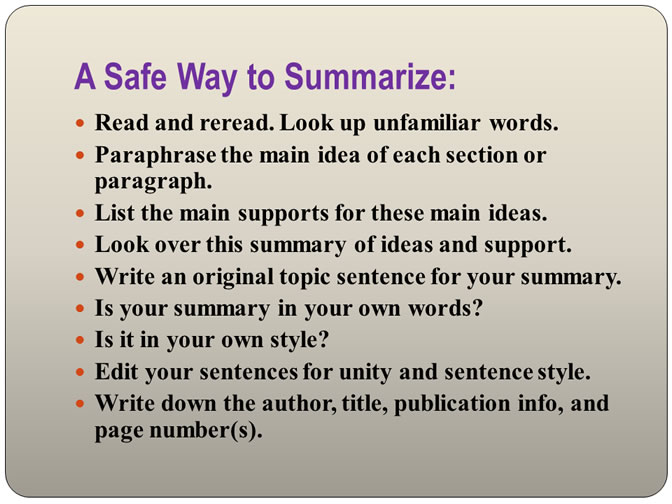 A Safe Way to Summarize:
• Read and reread. Look up unfamiliar words.
• Paraphrase the main idea of each section or
paragraph.
• List the main supports for these main ideas.
• Look over this summary of ideas and support.
• Write an original topic sentence for your summary.
• Is your summary in your own words?
• Is it in your own style?
• Edit your sentences for unity and sentence style.
• Write down the author, title, publication info, and
page number(s).